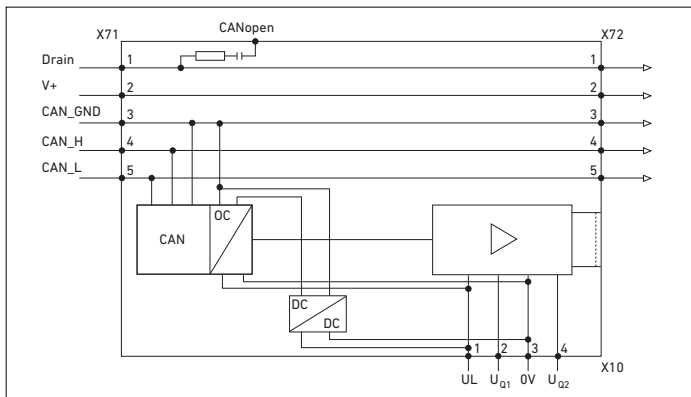 CANopen
X71 X72
Drain 1 1
V+ 2 2
CAN_GND 3 3
CAN_H 4 4
CAN_L 5 5
OC
CAN
DC
DC
1 2 3 4
X10
UL UQ1 0V UQ2